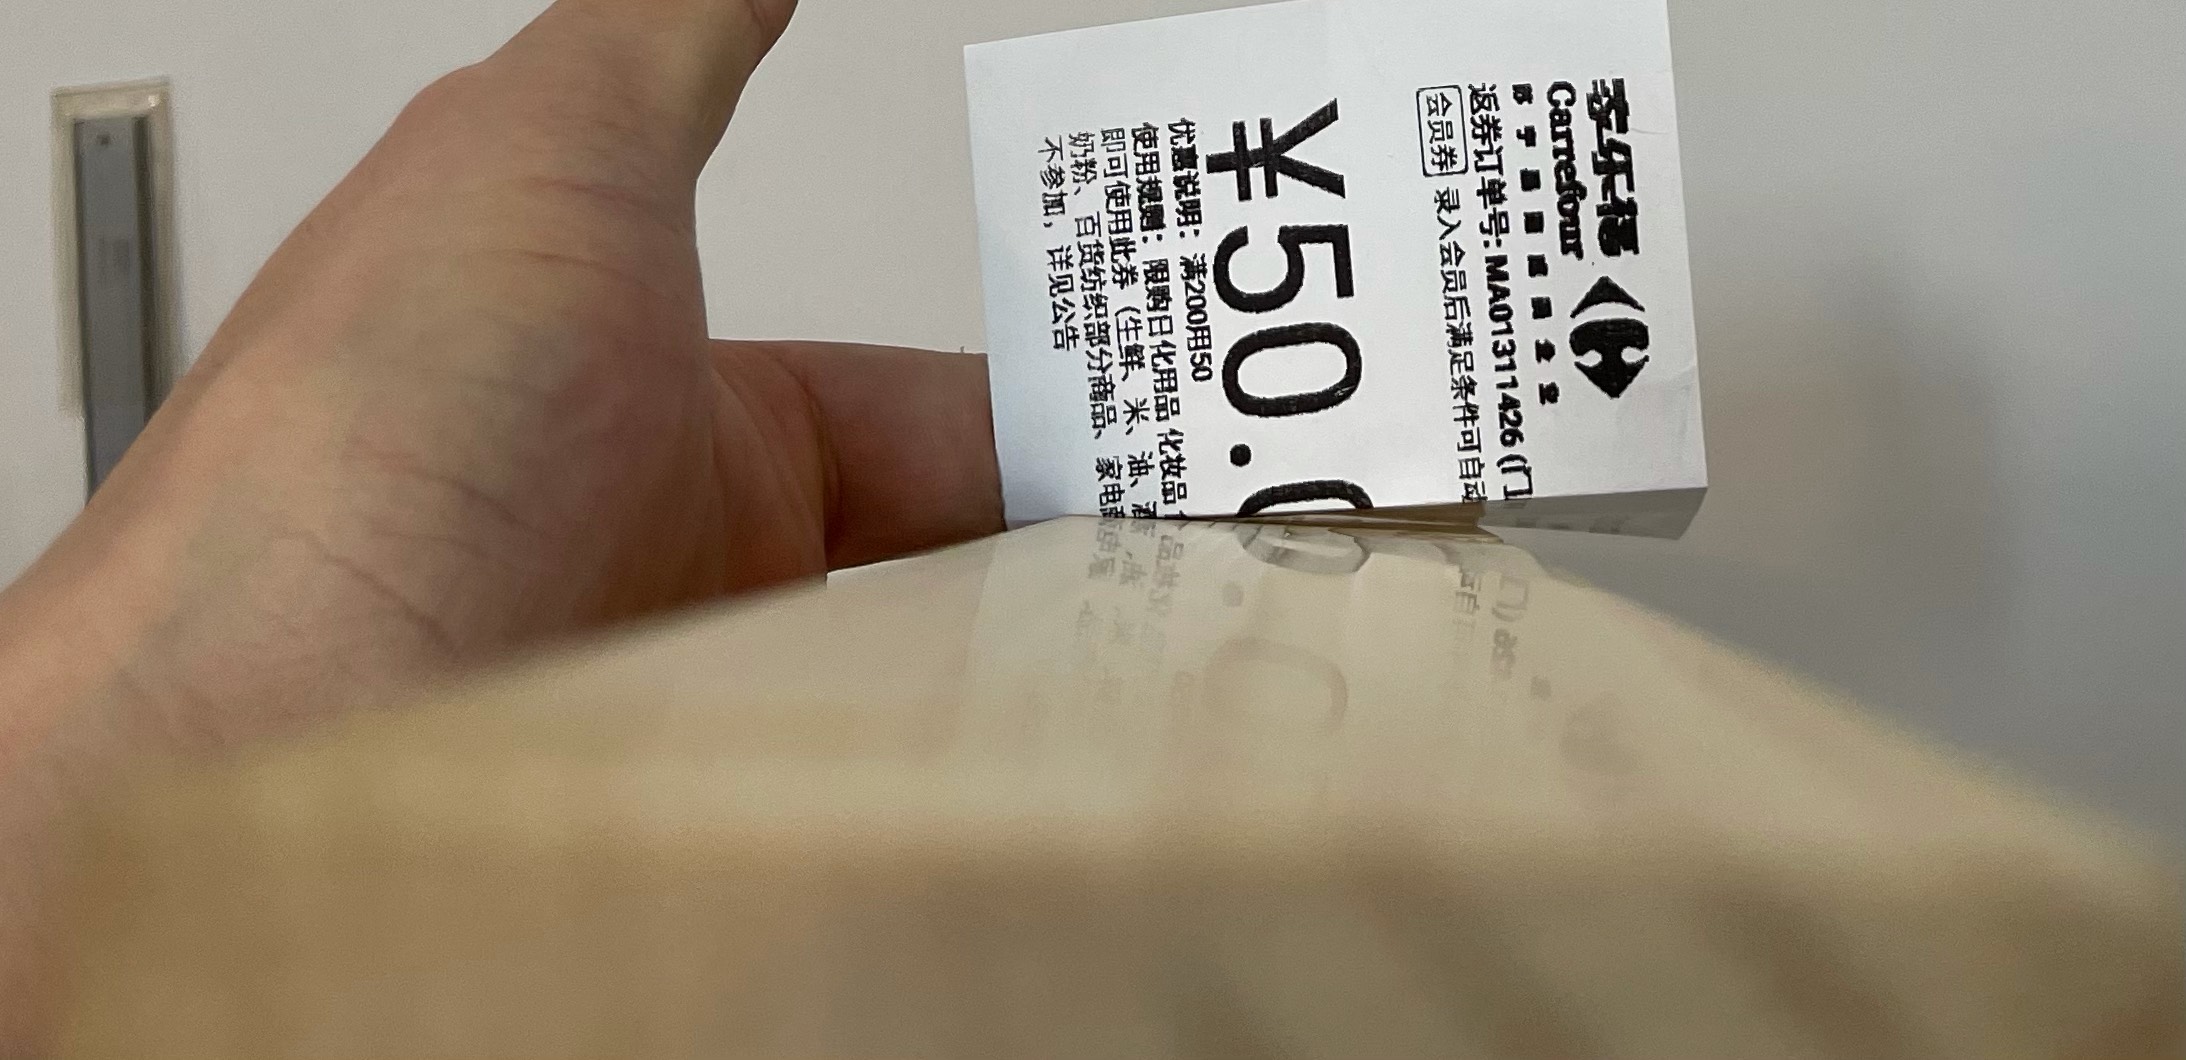 家乐福
Carrefour
返券订单号: MA01311426 (门
会员券 录入会员后满足条件可自动
¥50.0
优惠说明: 满200用50
使用规则: 限购日化用品 化妆品
即可使用此券 (生鲜、米、油、酒
奶粉、百货纺织部分商品、家电商
不参加, 详见公告